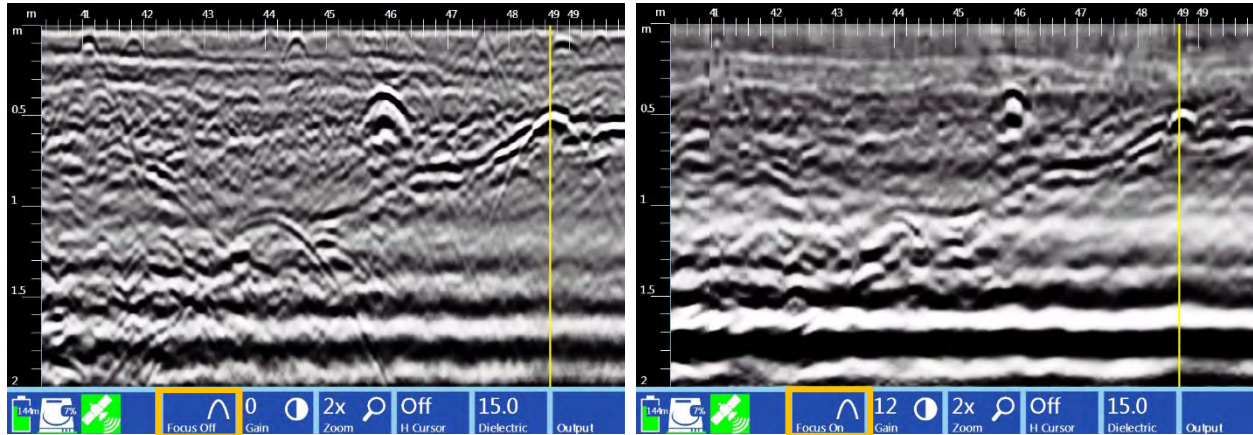 m 41 42 43 44 45 46 47 48 49 49
0.5
1
1.5
2
144m 7% Focus Off 0 Gain 2x Zoom Off H Cursor 15.0 Dielectric Output
m 41 42 43 44 45 46 47 48 49 49
0.5
1
1.5
2
144m 7% Focus On 12 Gain 2x Zoom Off H Cursor 15.0 Dielectric Output